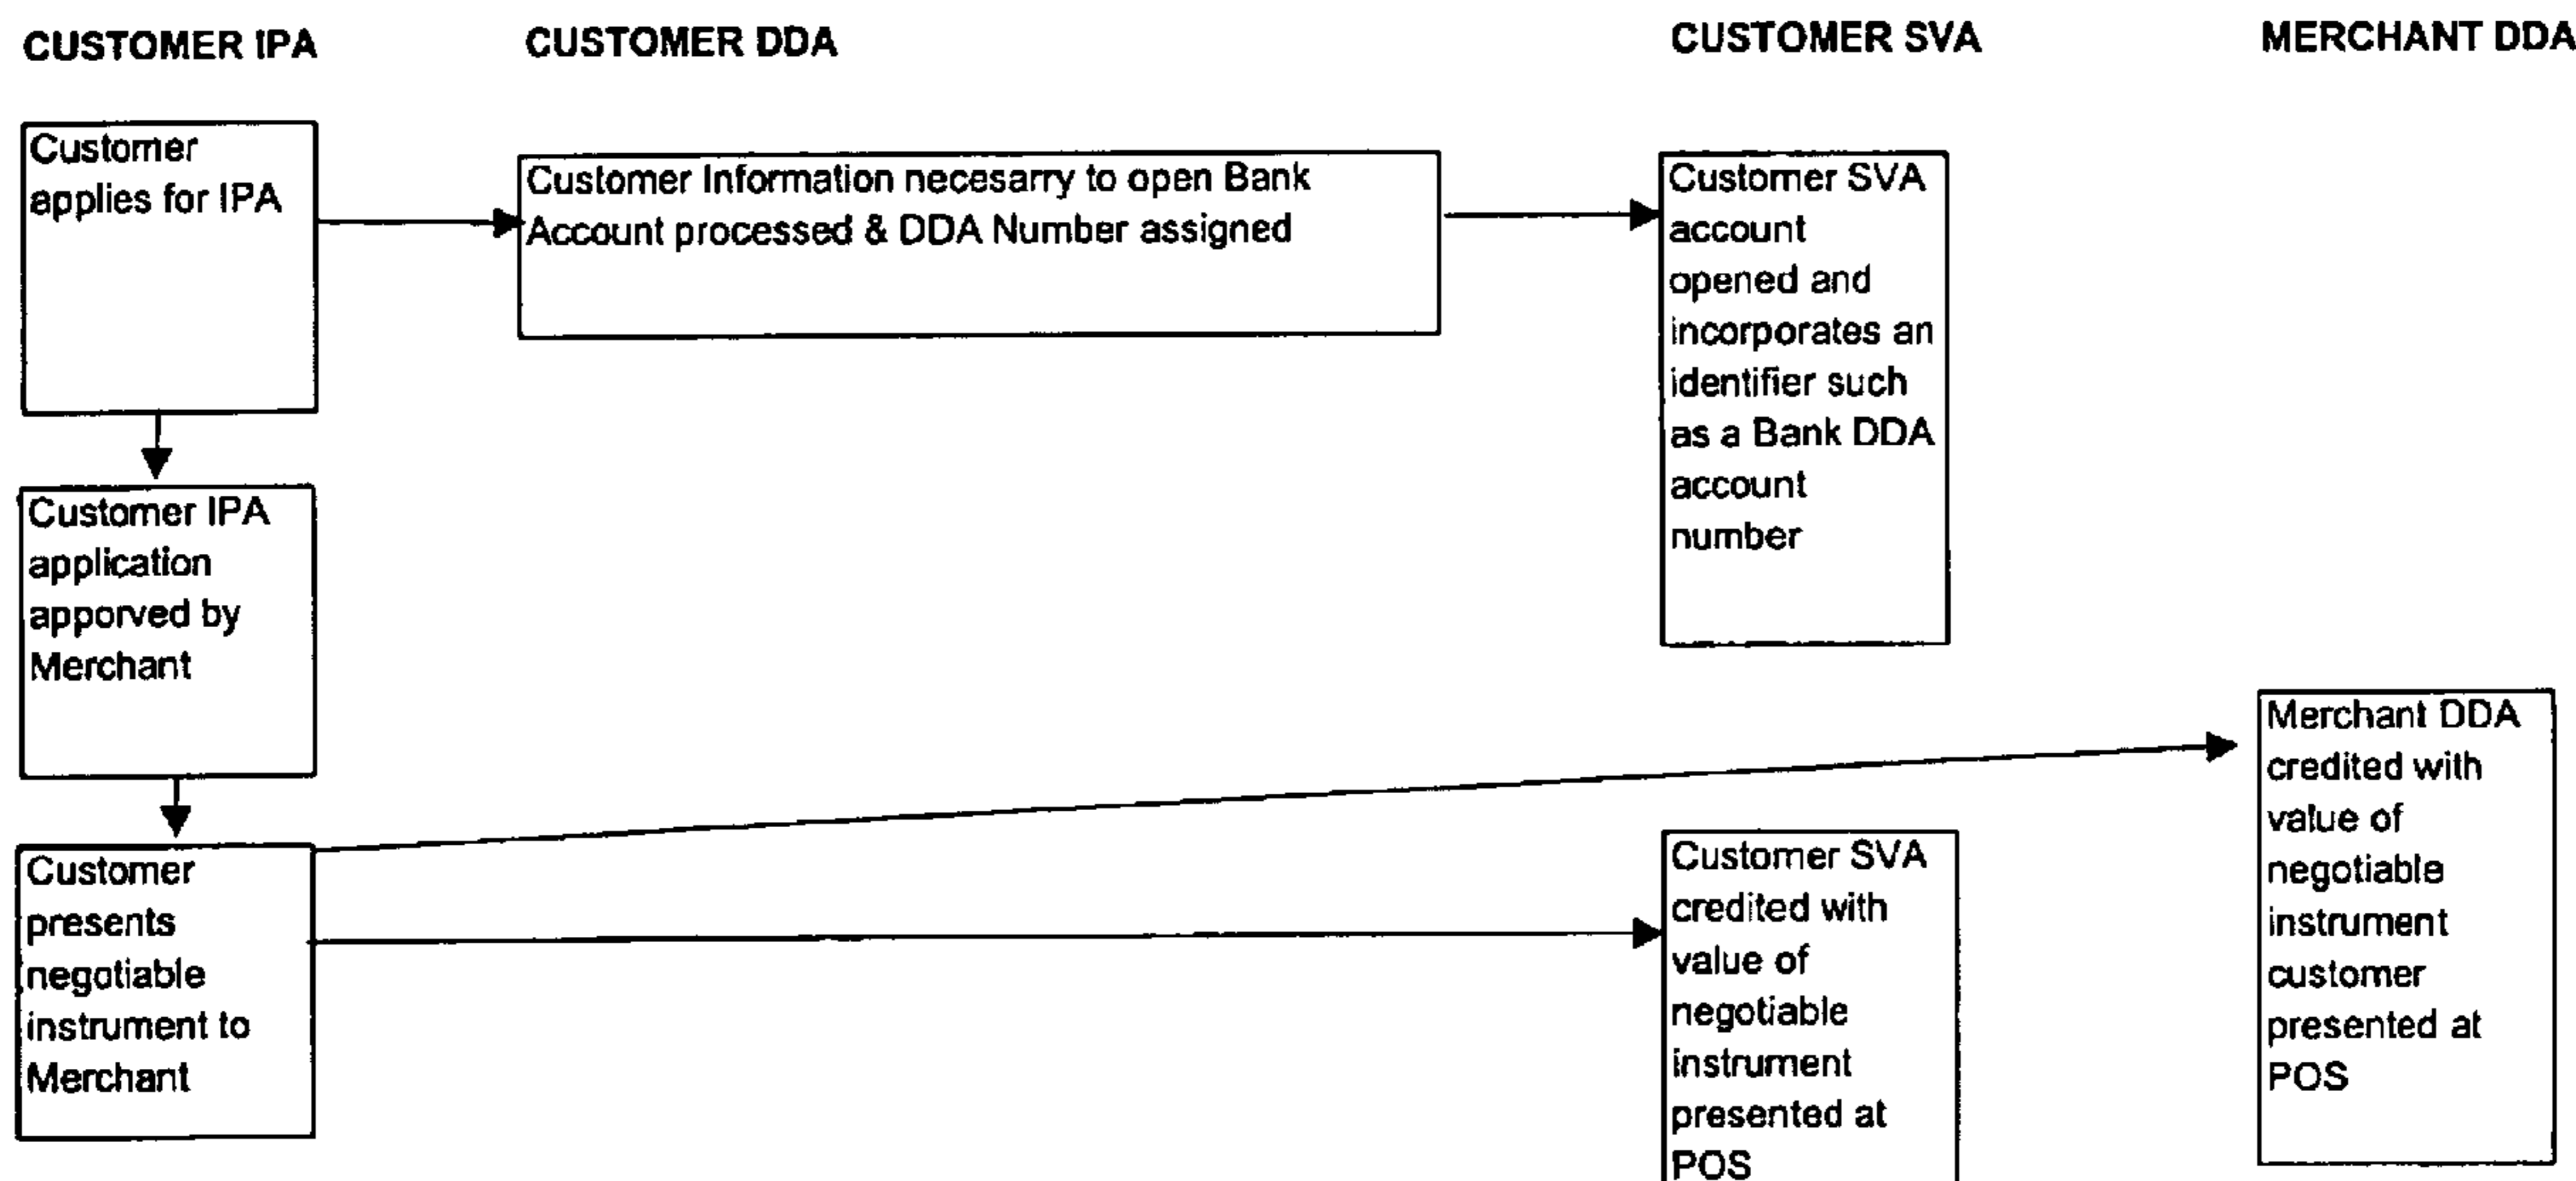 CUSTOMER IPA
CUSTOMER DDA
CUSTOMER SVA
MERCHANT DDA
Customer
applies for IPA
Customer Information necesarry to open Bank
Account processed & DDA Number assigned
Customer SVA
account
opened and
incorporates an
identifier such
as a Bank DDA
account
number
Customer IPA
application
apporved by
Merchant
Customer
presents
negotiable
instrument to
Merchant
Customer SVA
credited with
value of
negotiable
instrument
presented at
POS
Merchant DDA
credited with
value of
negotiable
instrument
customer
presented at
POS